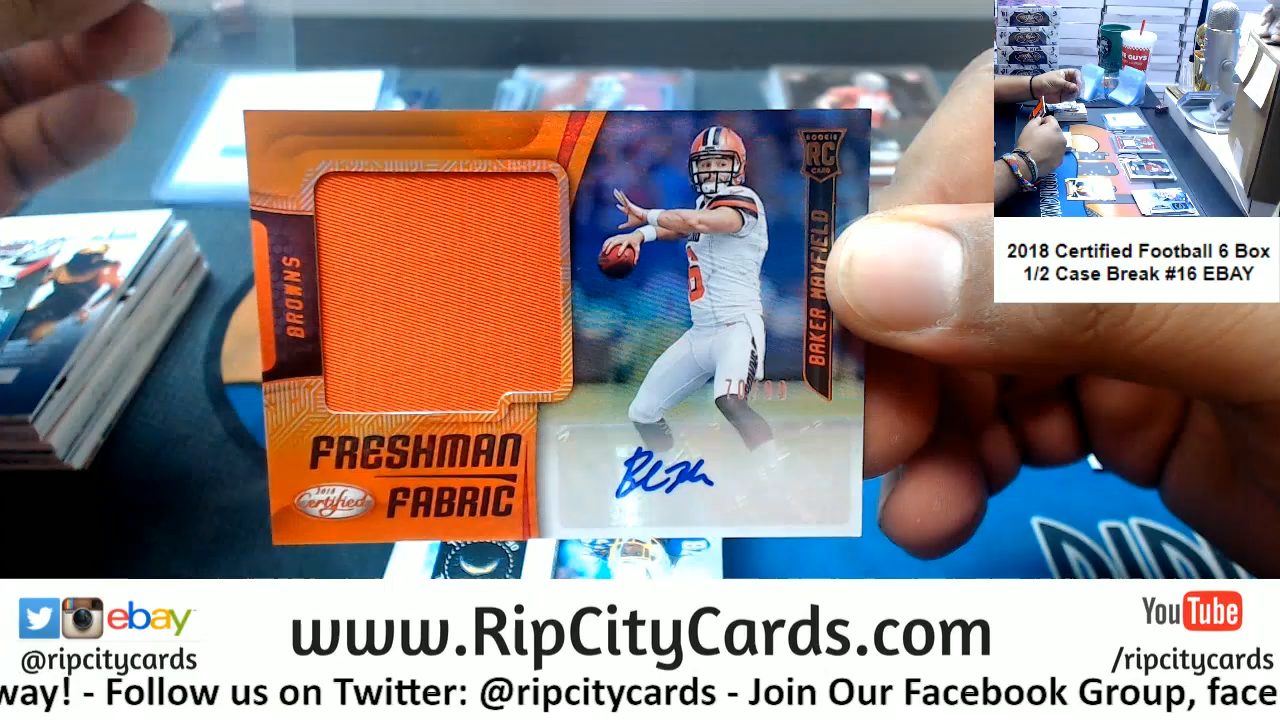 BROWNS
FRESHMAN
FABRIC
2018
Certified
ROOKIE
RC
CARD
BAKER MAYFIELD
6
2018 Certified Football 6 Box
1/2 Case Break #16 EBAY
ebay
@ripcitycards
www.RipCityCards.com
YouTube
/ripcitycards
way! - Follow us on Twitter: @ripcitycards - Join Our Facebook Group, face